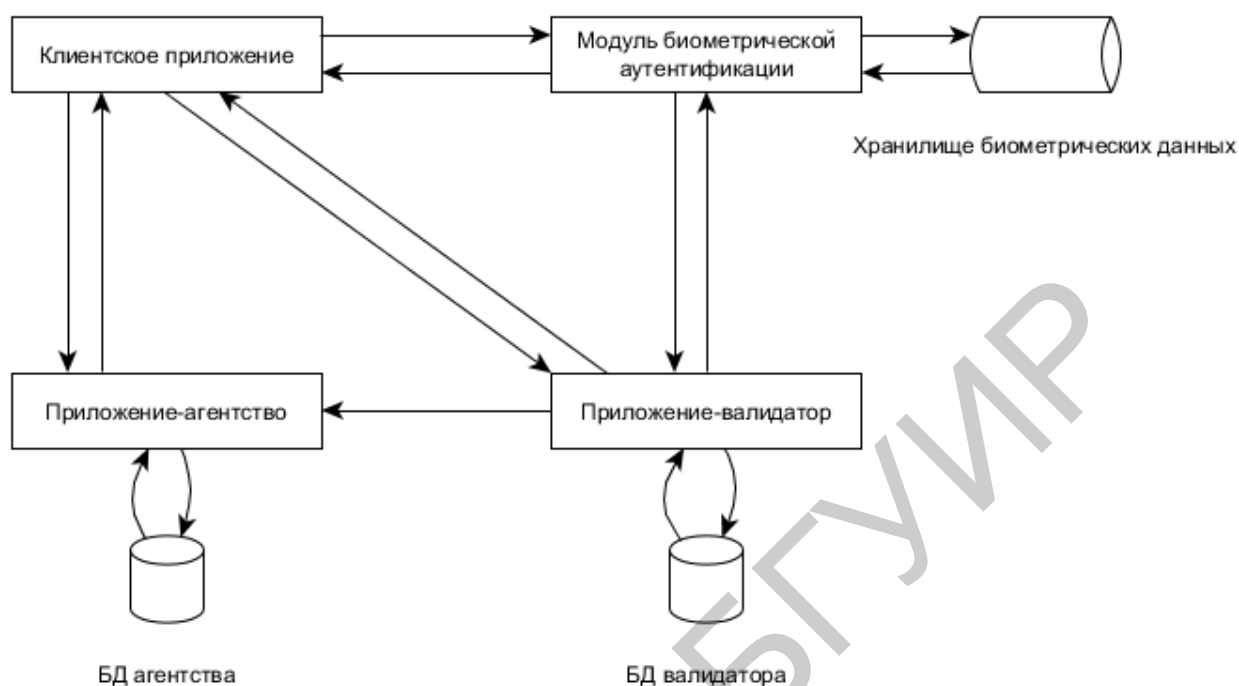 Клиентское приложение
Модуль биометрической
аутентификации
Хранилище биометрических данных
Приложение-агентство
Приложение-валидатор
БД агентства
БД валидатора
БГУИР